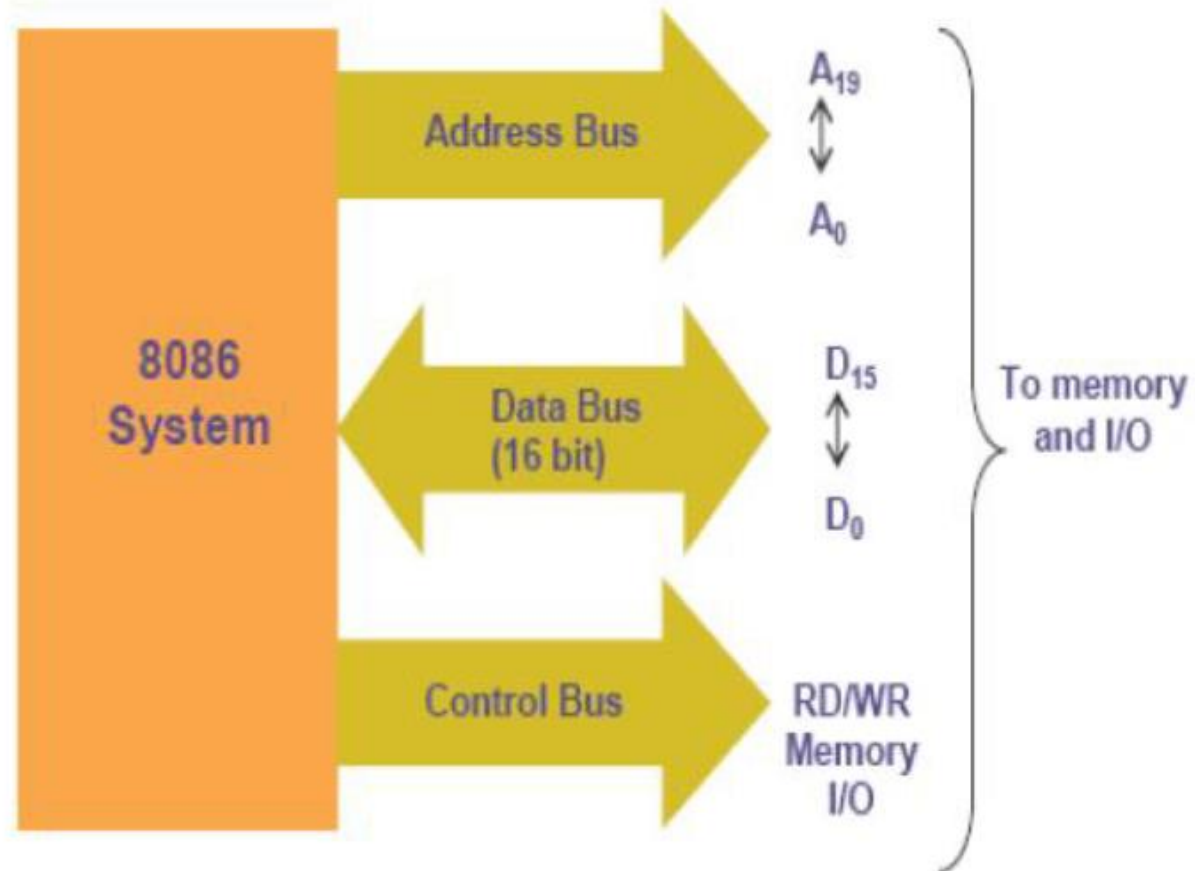 8086
System
Address Bus
A19
A0
Data Bus
(16 bit)
D15
D0
To memory
and I/O
Control Bus
RD/WR
Memory
I/O